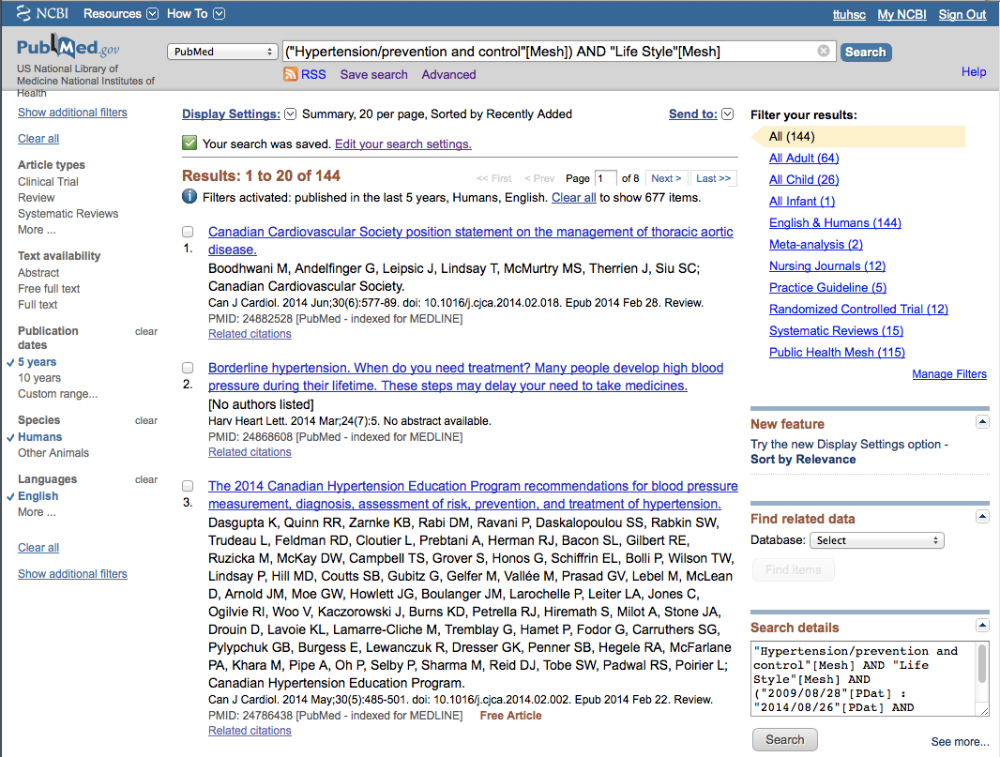 NCBI Resources How To ttuhsc My NCBI Sign Out
PubMed.gov
US National Library of
Medicine National Institutes of
Health
PubMed ("Hypertension/prevention and control"[Mesh]) AND "Life Style"[Mesh] Search
RSS Save search Advanced
Help
Show additional filters
Clear all
Article types
Clinical Trial
Review
Systematic Reviews
More ...
Text availability
Abstract
Free full text
Full text
Publication dates clear
5 years
10 years
Custom range...
Species clear
Humans
Other Animals
Languages clear
English
More ...
Clear all
Show additional filters
Display Settings: Summary, 20 per page, Sorted by Recently Added Send to:
Your search was saved. Edit your search settings.
Results: 1 to 20 of 144 << First < Prev Page 1 of 8 Next > Last >>
Filters activated: published in the last 5 years, Humans, English. Clear all to show 677 items.
Canadian Cardiovascular Society position statement on the management of thoracic aortic
1. disease.
Boodhwani M, Andelfinger G, Leipsic J, Lindsay T, McMurtry MS, Therrien J, Siu SC;
Canadian Cardiovascular Society.
Can J Cardiol. 2014 Jun;30(6):577-89. doi: 10.1016/j.cjca.2014.02.018. Epub 2014 Feb 28. Review.
PMID: 24882528 [PubMed - indexed for MEDLINE]
Related citations
Borderline hypertension. When do you need treatment? Many people develop high blood
2. pressure during their lifetime. These steps may delay your need to take medicines.
[No authors listed]
Harv Heart Lett. 2014 Mar;24(7):5. No abstract available.
PMID: 24868608 [PubMed - indexed for MEDLINE]
Related citations
The 2014 Canadian Hypertension Education Program recommendations for blood pressure
3. measurement, diagnosis, assessment of risk, prevention, and treatment of hypertension.
Dasgupta K, Quinn RR, Zarnke KB, Rabi DM, Ravani P, Daskalopoulou SS, Rabkin SW,
Trudeau L, Feldman RD, Cloutier L, Prebtani A, Herman RJ, Bacon SL, Gilbert RE,
Ruzicka M, McKay DW, Campbell TS, Grover S, Honos G, Schiffrin EL, Bolli P, Wilson TW,
Lindsay P, Hill MD, Coutts SB, Gubitz G, Gelfer M, Vallée M, Prasad GV, Lebel M, McLean
D, Arnold JM, Moe GW, Howlett JG, Boulanger JM, Larochelle P, Leiter LA, Jones C,
Ogilvie RI, Woo V, Kaczorowski J, Burns KD, Petrella RJ, Hiremath S, Milot A, Stone JA,
Drouin D, Lavoie KL, Lamarre-Cliche M, Tremblay G, Hamet P, Fodor G, Carruthers SG,
Pylypchuk GB, Burgess E, Lewanczuk R, Dresser GK, Penner SB, Hegele RA, McFarlane
PA, Khara M, Pipe A, Oh P, Selby P, Sharma M, Reid DJ, Tobe SW, Padwal RS, Poirier L;
Canadian Hypertension Education Program.
Can J Cardiol. 2014 May;30(5):485-501. doi: 10.1016/j.cjca.2014.02.002. Epub 2014 Feb 22. Review.
PMID: 24786438 [PubMed - indexed for MEDLINE] Free Article
Related citations
Filter your results:
All (144)
All Adult (64)
All Child (26)
All Infant (1)
English & Humans (144)
Meta-analysis (2)
Nursing Journals (12)
Practice Guideline (5)
Randomized Controlled Trial (12)
Systematic Reviews (15)
Public Health Mesh (115)
Manage Filters
New feature
Try the new Display Settings option -
Sort by Relevance
Find related data
Database: Select
Find items
Search details
"Hypertension/prevention and
control"[Mesh] AND "Life
Style"[Mesh] AND
("2009/08/28"[PDat] :
"2014/08/26"[PDat] AND
Search
See more...